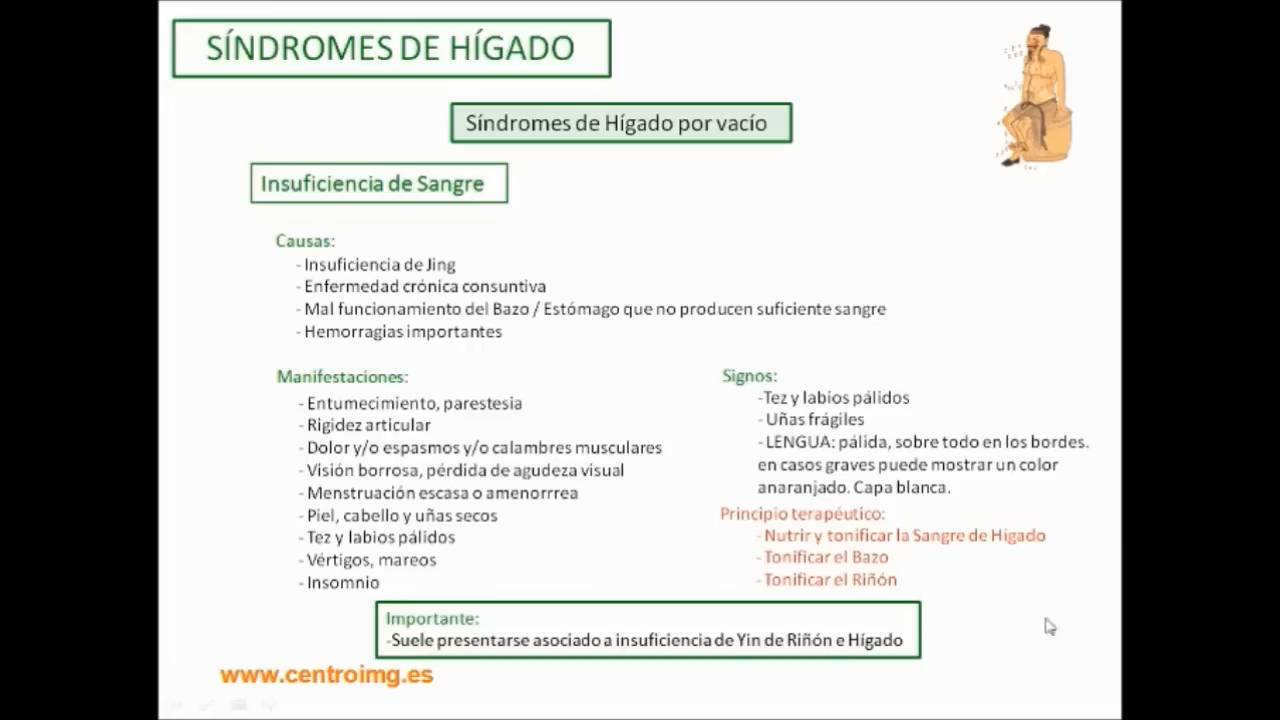 SÍNDROMES DE HÍGADO
Síndromes de Hígado por vacío
Insuficiencia de Sangre
Causas:
- Insuficiencia de Jing
- Enfermedad crónica consuntiva
- Mal funcionamiento del Bazo / Estómago que no producen suficiente sangre
- Hemorragias importantes
Manifestaciones:
- Entumecimiento, parestesia
- Rigidez articular
- Dolor y/o espasmos y/o calambres musculares
- Visión borrosa, pérdida de agudeza visual
- Menstruación escasa o amenorrrea
- Piel, cabello y uñas secos
- Tez y labios pálidos
- Vértigos, mareos
- Insomnio
Signos:
-Tez y labios pálidos
- Uñas frágiles
- LENGUA: pálida, sobre todo en los bordes.
en casos graves puede mostrar un color
anaranjado. Capa blanca.
Principio terapéutico:
- Nutrir y tonificar la Sangre de Higado
- Tonificar el Bazo
- Tonificar el Riñón
Importante:
-Suele presentarse asociado a insuficiencia de Yin de Riñón e Hígado
www.centroimg.es